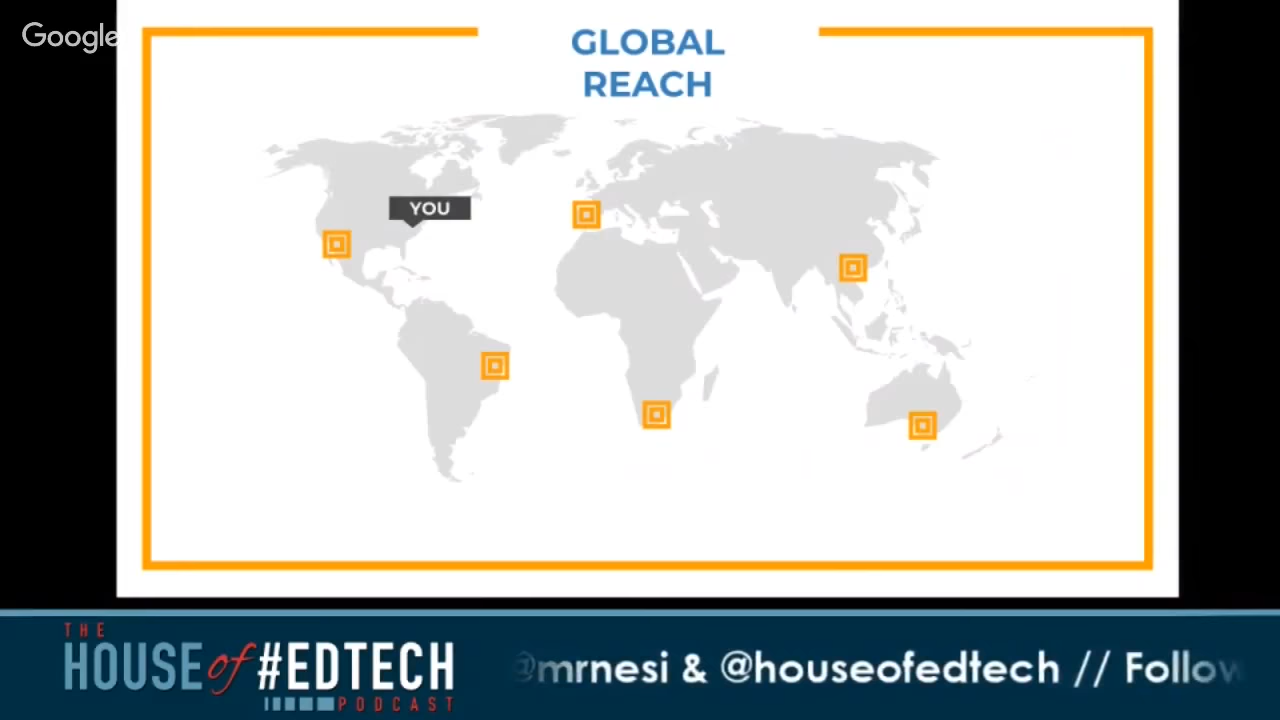 Google
GLOBAL
REACH
YOU
THE
HOUSE of #EDTECH
PODCAST
@mrnesi & @houseofedtech // Follow